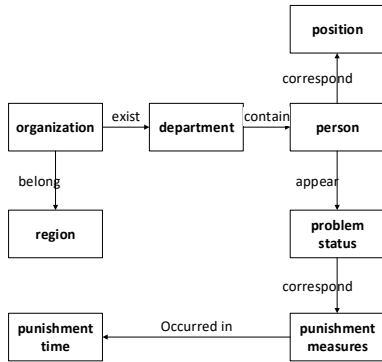 position
correspond
exist
contain
organization
department
person
belong
appear
region
problem
status
correspond
Occurred in
punishment
time
punishment
measures